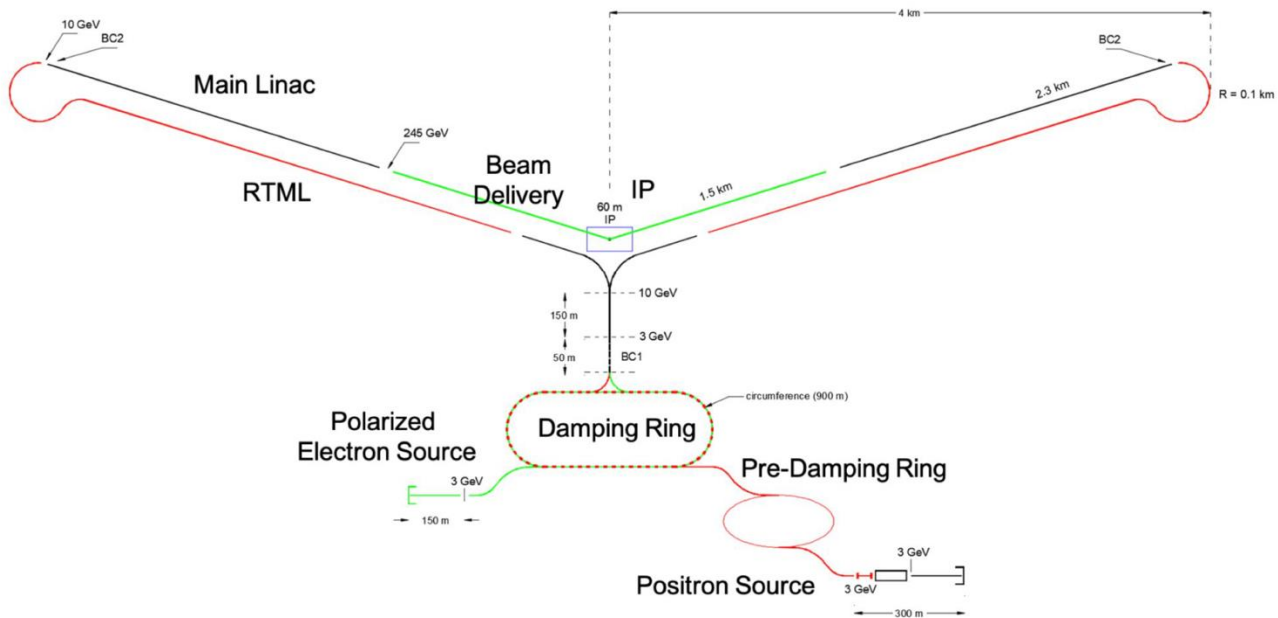 4 km
10 GeV
BC2
BC2
Main Linac
2.3 km
R = 0.1 km
245 GeV
Beam
Delivery
IP
1.5 km
RTML
60 m
IP
10 GeV
150 m
3 GeV
50 m
BC1
circumference (900 m)
Polarized
Electron Source
Damping Ring
Pre-Damping Ring
3 GeV
150 m
3 GeV
Positron Source
3 GeV
300 m